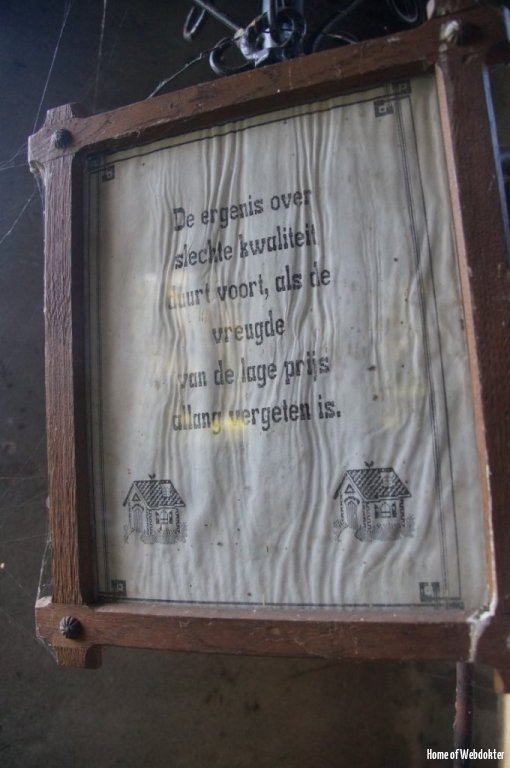 De ergenis over
slechte kwaliteit
duurt voort, als de
vreugde
van de lage prijs
allang vergeten is.
Home of Webdokter